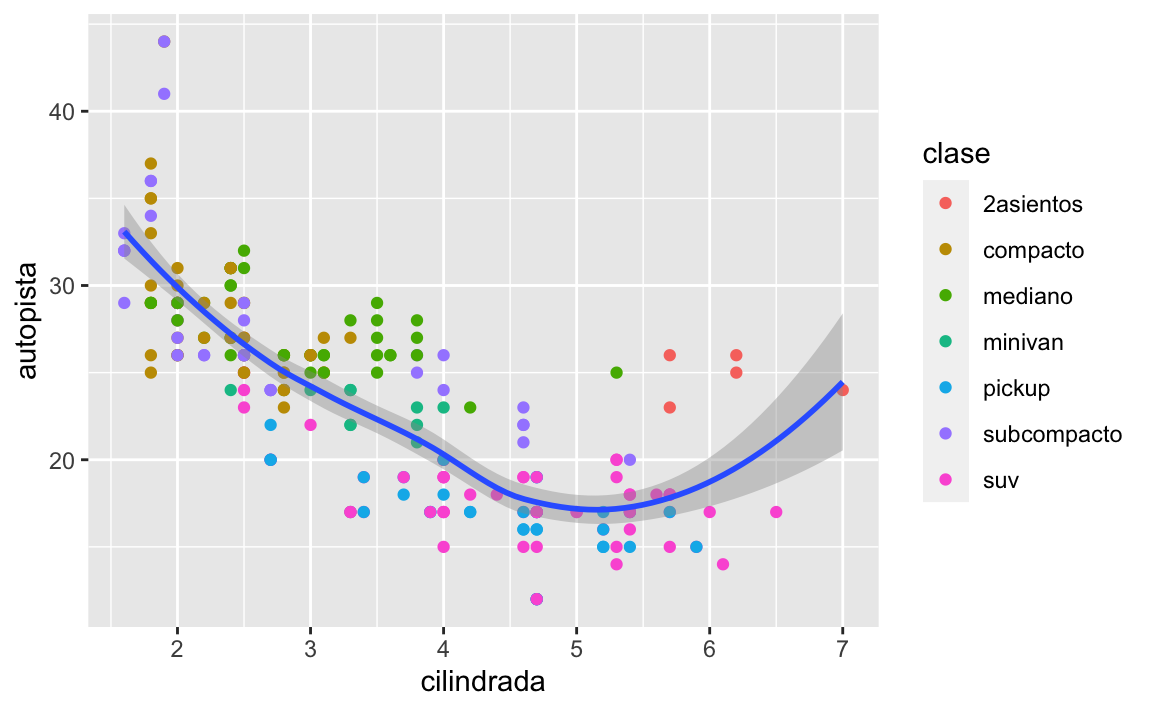 40
30
20
autopista
2 3 4 5 6 7
cilindrada
clase
2asientos
compacto
mediano
minivan
pickup
subcompacto
suv